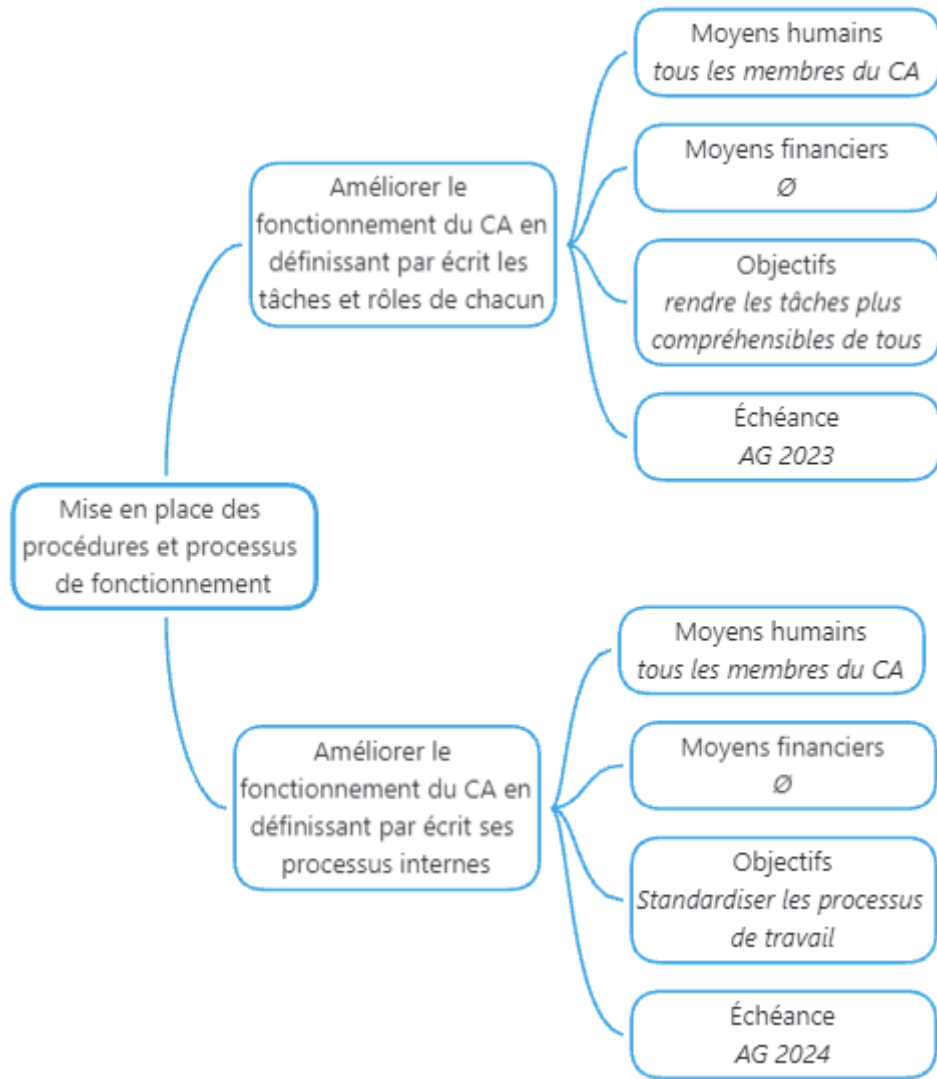 Mise en place des
procédures et processus
de fonctionnement
Améliorer le
fonctionnement du CA en
définissant par écrit les
tâches et rôles de chacun
Moyens humains
tous les membres du CA
Moyens financiers
Ø
Objectifs
rendre les tâches plus
compréhensibles de tous
Échéance
AG 2023
Améliorer le
fonctionnement du CA en
définissant par écrit ses
processus internes
Moyens humains
tous les membres du CA
Moyens financiers
Ø
Objectifs
Standardiser les processus
de travail
Échéance
AG 2024